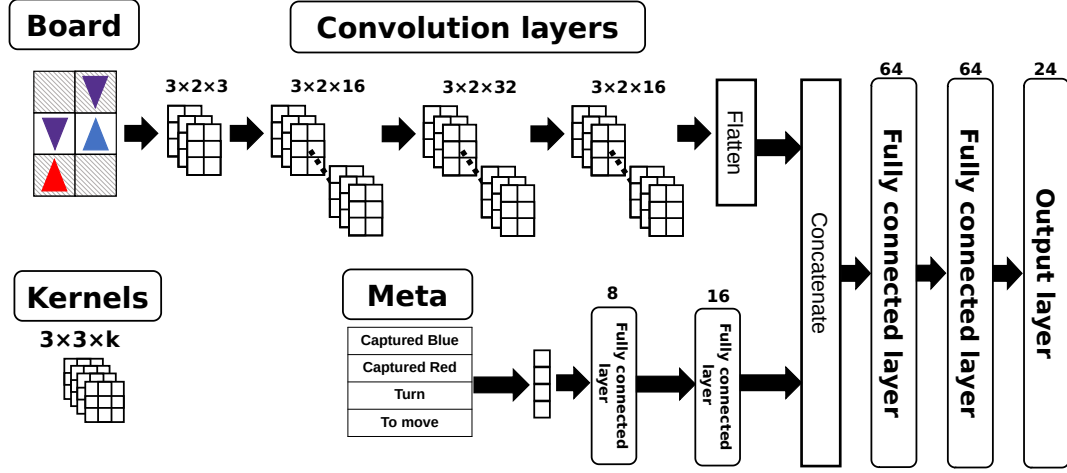 Board
Convolution layers
3×2×3
3×2×16
3×2×32
3×2×16
Flatten
Concatenate
64
Fully connected layer
64
Fully connected layer
24
Output layer
Kernels
3×3×k
Meta
Captured Blue
Captured Red
Turn
To move
8
Fully connected
layer
16
Fully connected
layer